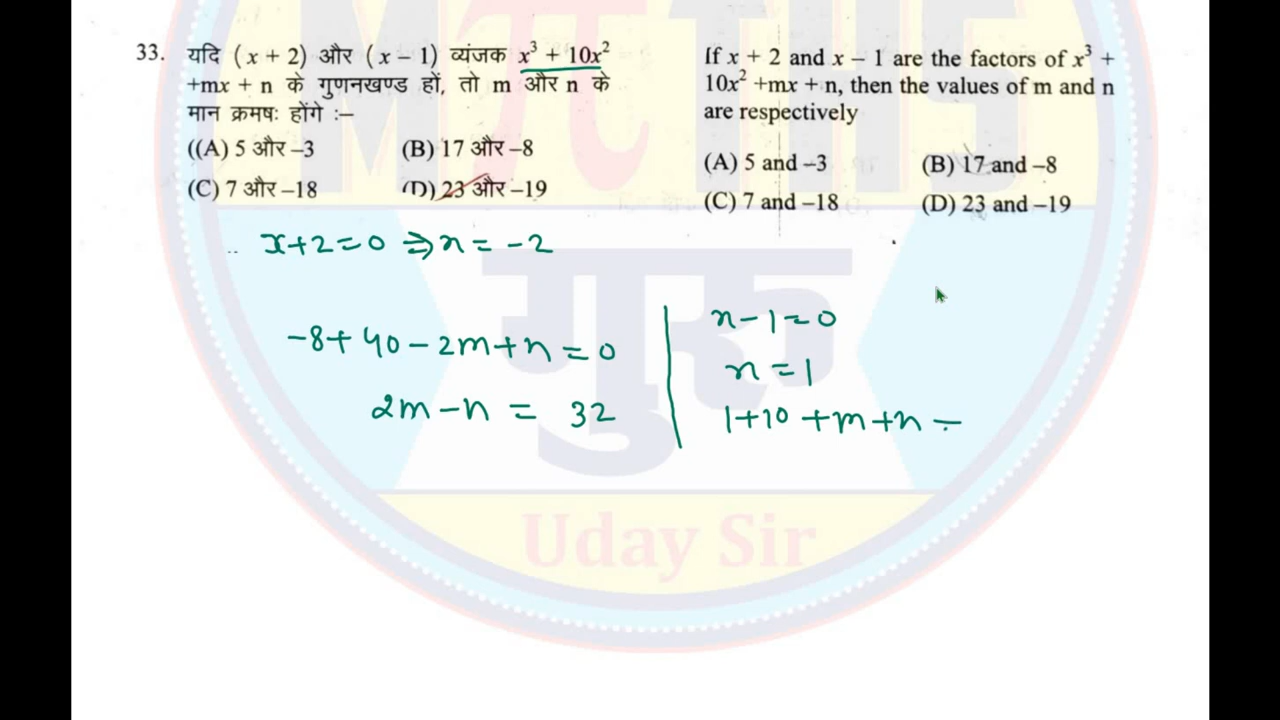 33. यदि (x + 2) और (x – 1) व्यंजक x³ + 10x²
+mx + n के गुणनखण्ड हों, तो m और n के
मान क्रमषः होंगे :–
((A) 5 और –3 (B) 17 और –8
(C) 7 और –18 (D) 23 और –19
If x + 2 and x – 1 are the factors of x³ +
10x² +mx + n, then the values of m and n
are respectively
(A) 5 and –3 (B) 17 and –8
(C) 7 and –18 (D) 23 and –19
x+2=0 ⇒ x = -2
-8+40-2m+n=0
2m-n = 32
x-1=0
x=1
1+10+m+n =
MπTHS
गुरु
Uday Sir